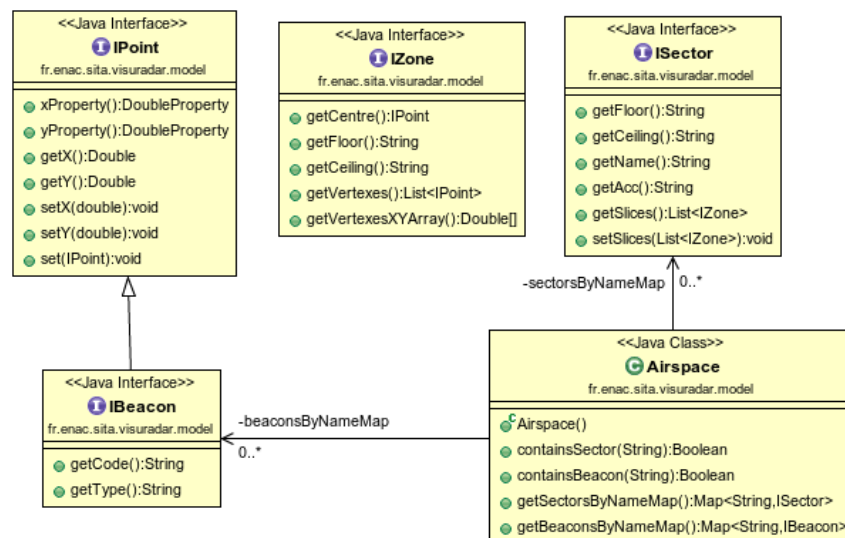 <<Java Interface>>
IPoint
fr.enac.sita.visuradar.model
xProperty():DoubleProperty
yProperty():DoubleProperty
getX():Double
getY():Double
setX(double):void
setY(double):void
set(IPoint):void
<<Java Interface>>
IZone
fr.enac.sita.visuradar.model
getCentre():IPoint
getFloor():String
getCeiling():String
getVertexes():List<IPoint>
getVertexesXYArray():Double[]
<<Java Interface>>
ISector
fr.enac.sita.visuradar.model
getFloor():String
getCeiling():String
getName():String
getAcc():String
getSlices():List<IZone>
setSlices(List<IZone>):void
-sectorsByNameMap
0..*
<<Java Interface>>
IBeacon
fr.enac.sita.visuradar.model
getCode():String
getType():String
-beaconsByNameMap
0..*
<<Java Class>>
Airspace
fr.enac.sita.visuradar.model
Airspace()
containsSector(String):Boolean
containsBeacon(String):Boolean
getSectorsByNameMap():Map<String,ISector>
getBeaconsByNameMap():Map<String,IBeacon>